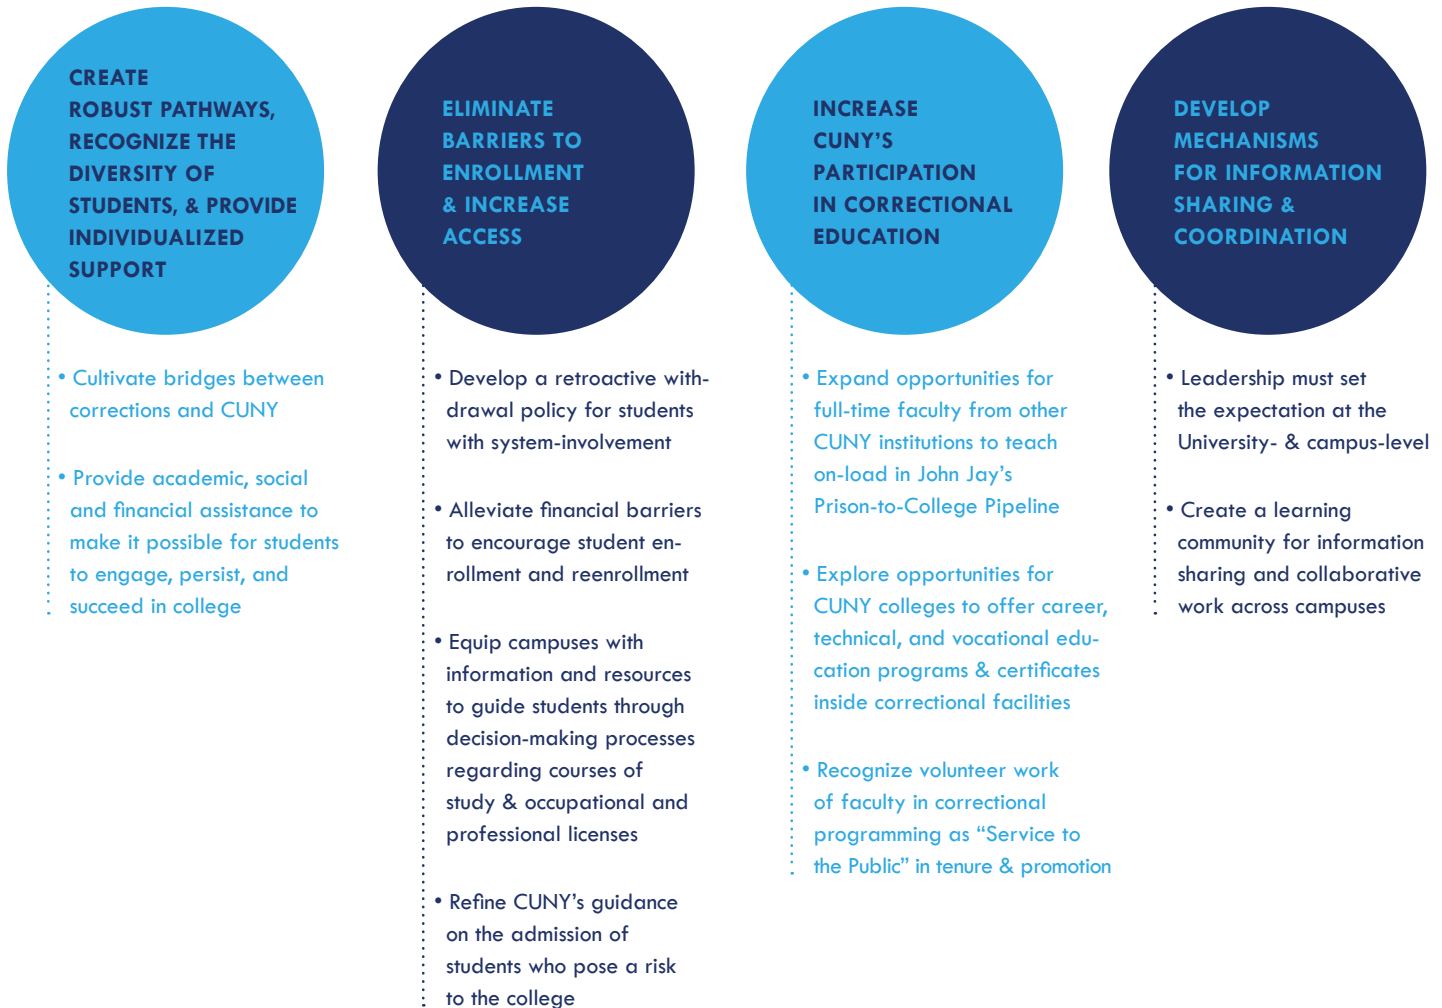 CREATE
ROBUST PATHWAYS,
RECOGNIZE THE
DIVERSITY OF
STUDENTS, & PROVIDE
INDIVIDUALIZED
SUPPORT
• Cultivate bridges between
corrections and CUNY
• Provide academic, social
and financial assistance to
make it possible for students
to engage, persist, and
succeed in college
ELIMINATE
BARRIERS TO
ENROLLMENT
& INCREASE
ACCESS
• Develop a retroactive with-
drawal policy for students
with system-involvement
• Alleviate financial barriers
to encourage student en-
rollment and reenrollment
• Equip campuses with
information and resources
to guide students through
decision-making processes
regarding courses of
study & occupational and
professional licenses
• Refine CUNY’s guidance
on the admission of
students who pose a risk
to the college
INCREASE
CUNY’S
PARTICIPATION
IN CORRECTIONAL
EDUCATION
• Expand opportunities for
full-time faculty from other
CUNY institutions to teach
on-load in John Jay’s
Prison-to-College Pipeline
• Explore opportunities for
CUNY colleges to offer career,
technical, and vocational edu-
cation programs & certificates
inside correctional facilities
• Recognize volunteer work
of faculty in correctional
programming as “Service to
the Public” in tenure & promotion
DEVELOP
MECHANISMS
FOR INFORMATION
SHARING &
COORDINATION
• Leadership must set
the expectation at the
University- & campus-level
• Create a learning
community for information
sharing and collaborative
work across campuses